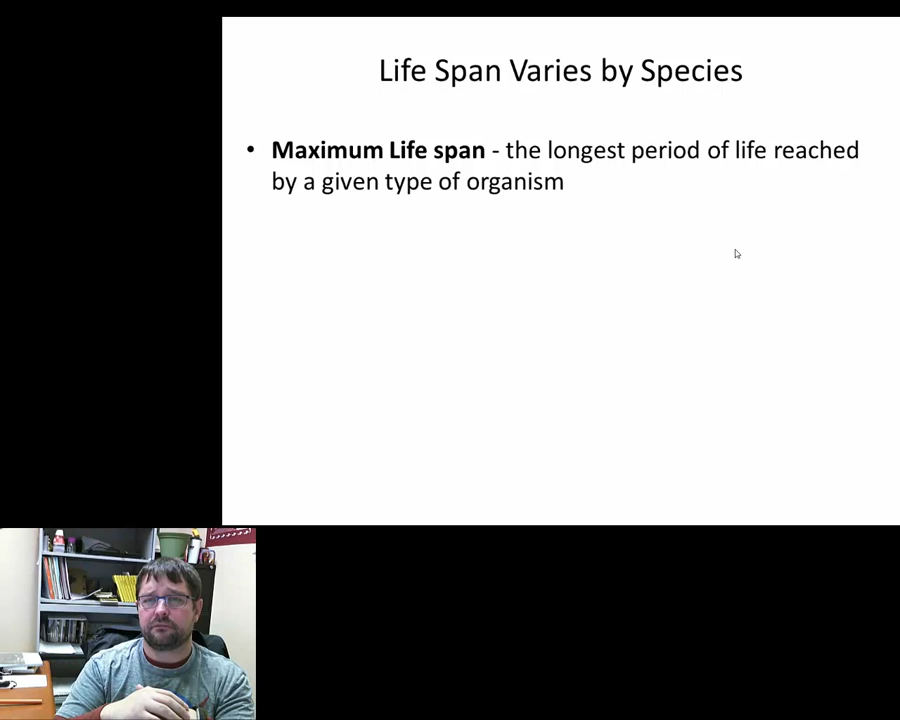 Life Span Varies by Species
• Maximum Life span - the longest period of life reached
by a given type of organism